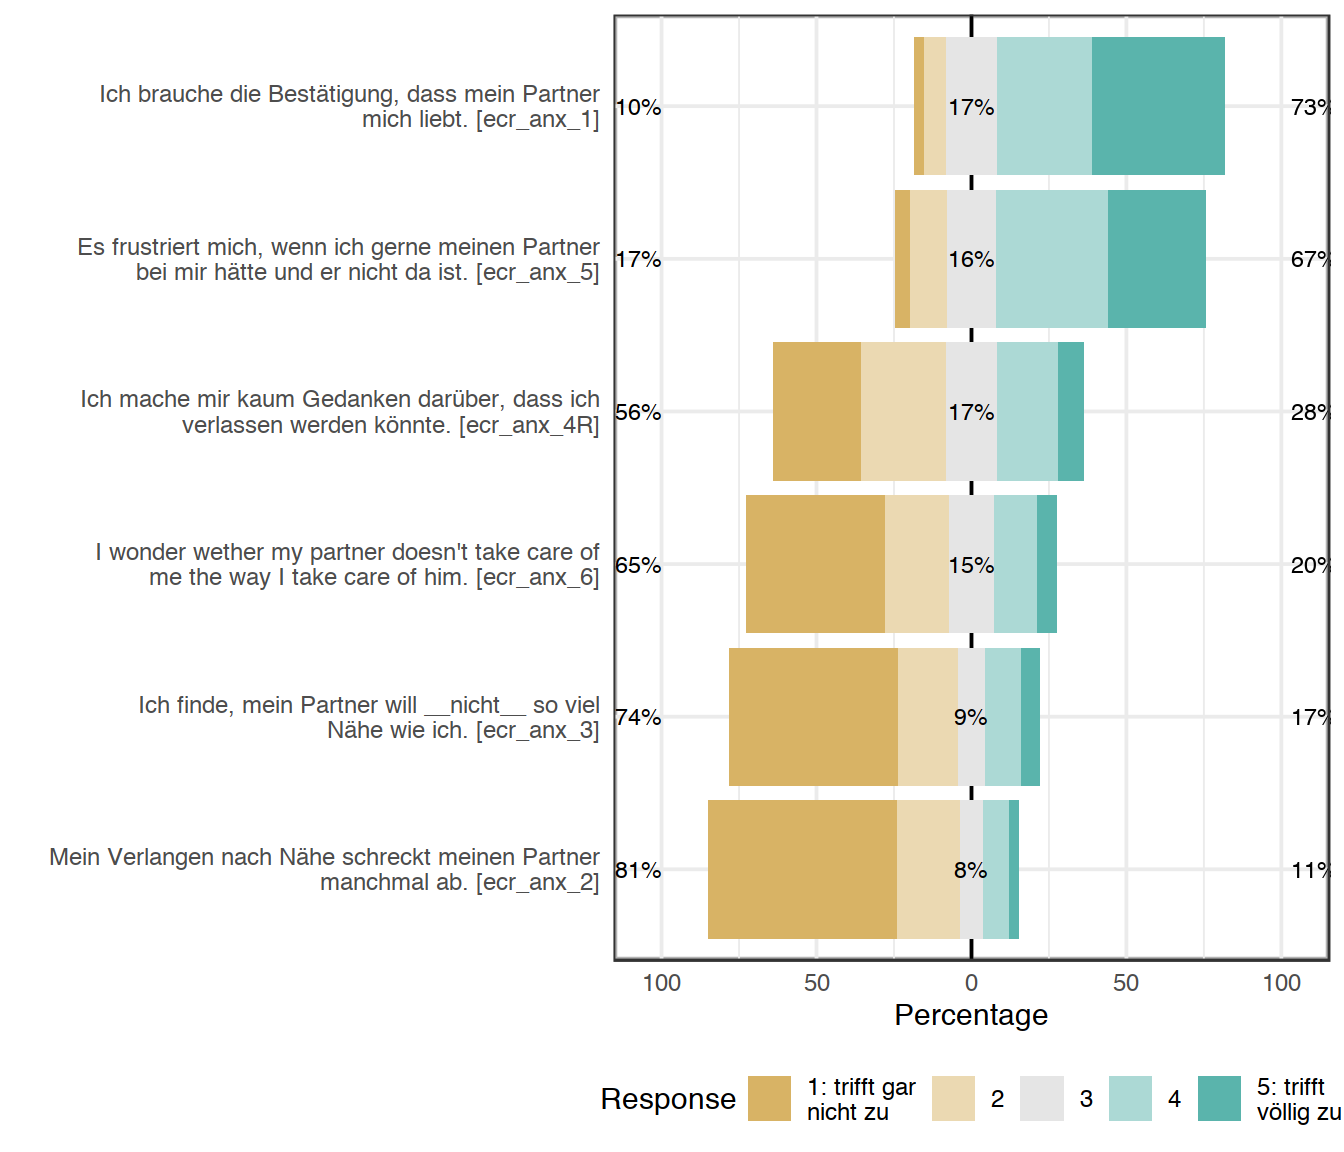 Ich brauche die Bestätigung, dass mein Partner
mich liebt. [ecr_anx_1]
10%
17%
73%
Es frustriert mich, wenn ich gerne meinen Partner
bei mir hätte und er nicht da ist. [ecr_anx_5]
17%
16%
67%
Ich mache mir kaum Gedanken darüber, dass ich
verlassen werden könnte. [ecr_anx_4R]
56%
17%
28%
I wonder wether my partner doesn't take care of
me the way I take care of him. [ecr_anx_6]
65%
15%
20%
Ich finde, mein Partner will __nicht__ so viel
Nähe wie ich. [ecr_anx_3]
74%
9%
17%
Mein Verlangen nach Nähe schreckt meinen Partner
manchmal ab. [ecr_anx_2]
81%
8%
11%
100 50 0 50 100
Percentage
Response
1: trifft gar
nicht zu
2
3
4
5: trifft
völlig zu